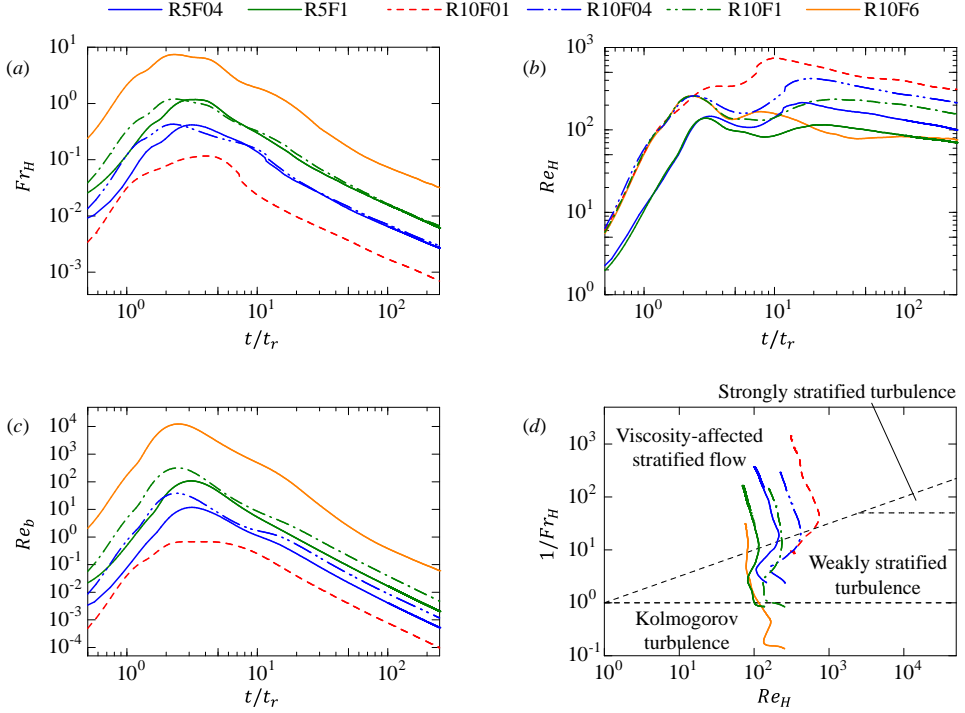 R5F04 R5F1 R10F01 R10F04 R10F1 R10F6
(a)
10^1
10^0
10^-1
10^-2
10^-3
Fr_H
10^0 10^1 10^2
t/t_r
(b)
10^3
10^2
10^1
10^0
Re_H
10^0 10^1 10^2
t/t_r
(c)
10^4
10^3
10^2
10^1
10^0
10^-1
10^-2
10^-3
10^-4
Re_b
10^0 10^1 10^2
t/t_r
Strongly stratified turbulence
(d)
10^3
10^2
10^1
10^0
10^-1
1/Fr_H
Viscosity-affected
stratified flow
Weakly stratified
turbulence
Kolmogorov
turbulence
10^0 10^1 10^2 10^3 10^4
Re_H